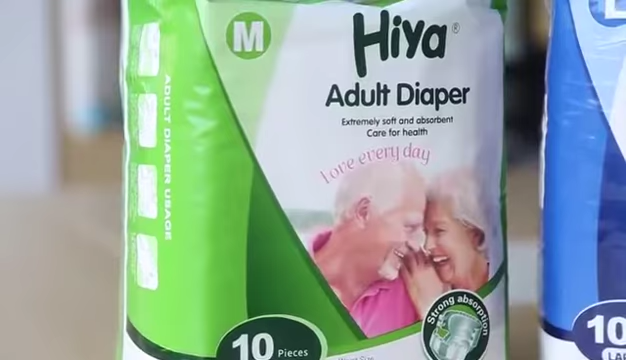 M
Hiya®
Adult Diaper
Extremely soft and absorbent
Care for health
Love every day
ADULT DIAPER USAGE
Strong absorption
10 Pieces
10